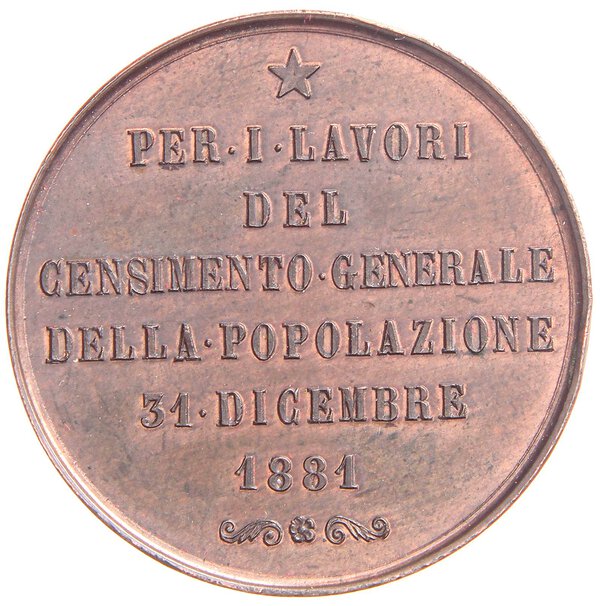 PER·I·LAVORI
DEL
CENSIMENTO·GENERALE
DELLA·POPOLAZIONE
31·DICEMBRE
1881